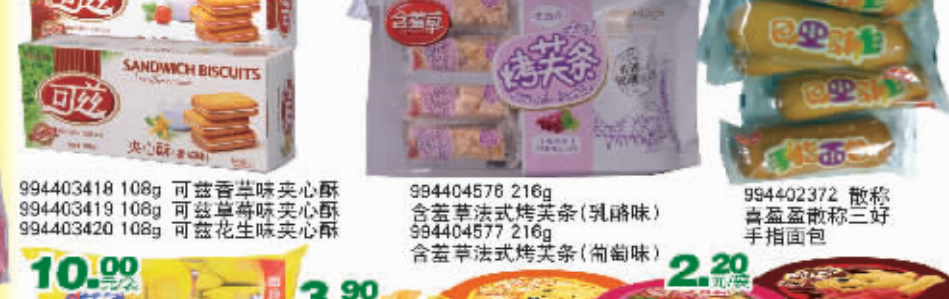 可兹
SANDWICH BISCUITS
可兹
夹心酥
994403418 108g 可兹香草味夹心酥
994403419 108g 可兹草莓味夹心酥
994403420 108g 可兹花生味夹心酥
含羞草
烤芙条
994404576 216g
含羞草法式烤芙条(乳酪味)
994404577 216g
含羞草法式烤芙条(葡萄味)
994402372 散称
喜盈盈散称三好
手指面包
10.00
3.90
2.20
元/袋